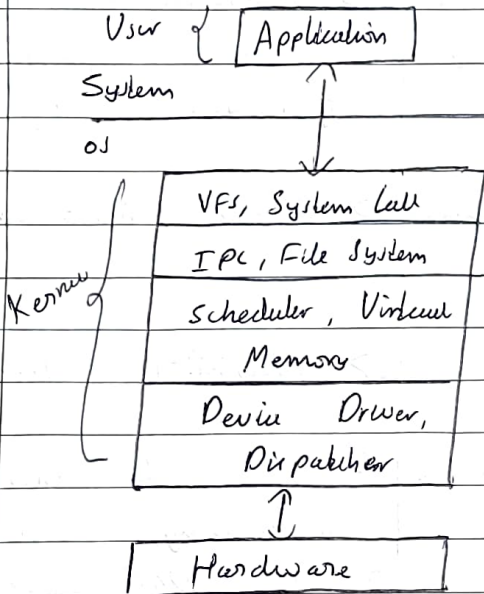 User { Application
System
OS
VFS, System Call
IPC, File System
Kernel
Scheduler, Virtual
Memory
Device Driver,
Dispatcher
Hardware